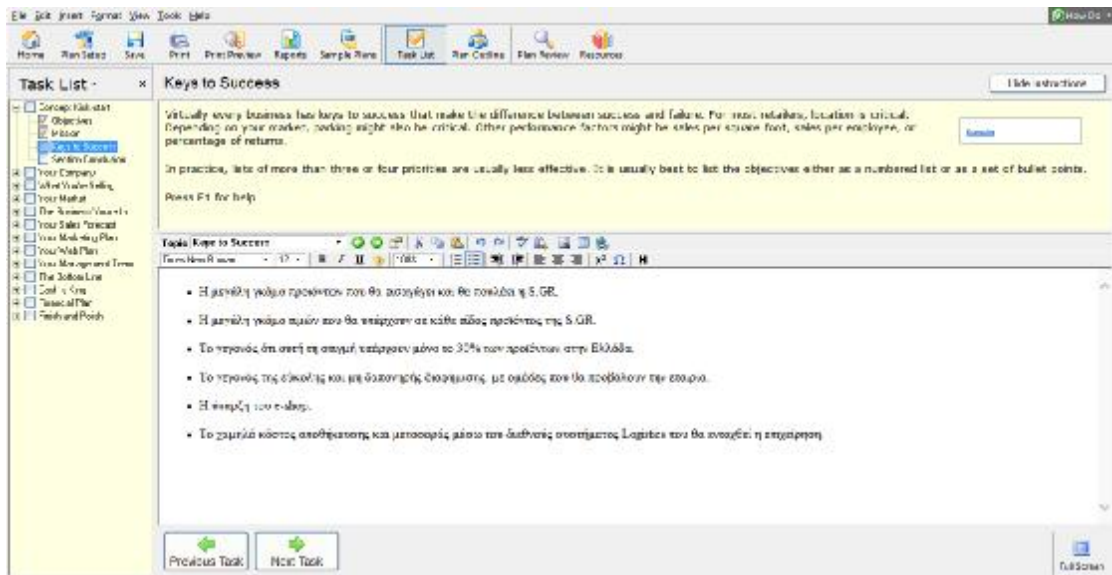 File Edit Insert Format View Tools Help
How Do
Home Plan Setup Save Print Print Preview Reports Sample Plans Task List Plan Outline Plan Review Resources
Task List -
Keys to Success
Hide Instructions
Concept Kick-start
Objectives
Mission
Keys to Success
Your Company
What You're Selling
Your Market
Your Sales Forecast
Your Marketing Plan
Your Web Plan
Your Management Team
The Bottom Line
Cash is King
Financial Plan
Finish and Polish
Virtually every business has keys to success that make the difference between success and failure. For most retailers, location is critical.
Depending on your market, parking might also be critical. Other performance factors might be sales per square foot, sales per employee, or
percentage of returns.
In practice, lists of more than three or four priorities are usually less effective. It is usually best to list the objectives either as a numbered list or as a set of bullet points.
Press F1 for help
Topic Keys to Success
Times New Roman 12 100%
• Η μεγάλη γκάμα προϊόντων που θα εισαγάγει και θα πουλάει η S.GR.
• Η μεγάλη γκάμα τιμών που θα υπάρχουν σε κάθε είδος προϊόντος της S.GR.
• Το γεγονός ότι αυτή τη στιγμή υπάρχουν μόνο το 30% των προϊόντων στην Ελλάδα.
• Το γεγονός της εύκολης και μη δαπανηρής διαφήμισης, με ομάδες που θα προβάλουν την εταιρία.
• Η ύπαρξη του e-shop.
• Το χαμηλό κόστος αποθήκευσης και μεταφοράς μέσω του διεθνούς συστήματος Logistics που θα ενταχθεί η επιχείρηση
Previous Task Next Task
Full Screen